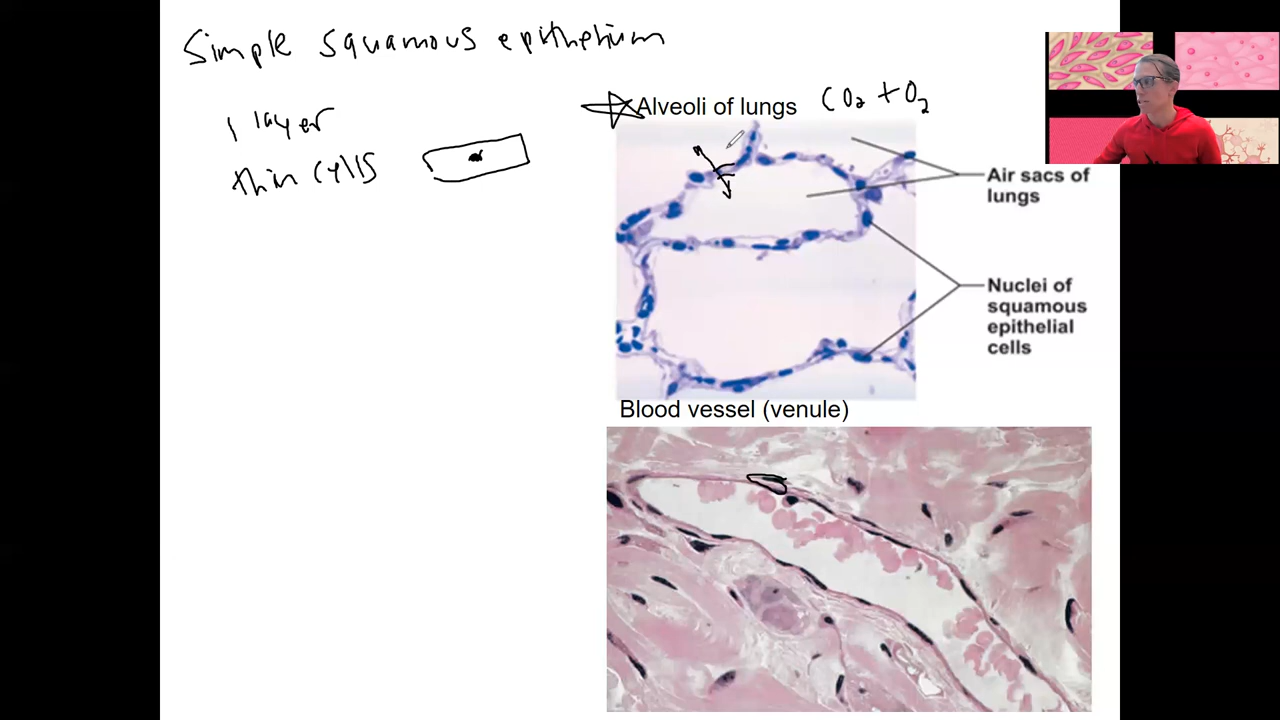 Simple squamous epithelium
1 layer
thin cells
Alveoli of lungs CO2 + O2
Air sacs of
lungs
Nuclei of
squamous
epithelial
cells
Blood vessel (venule)